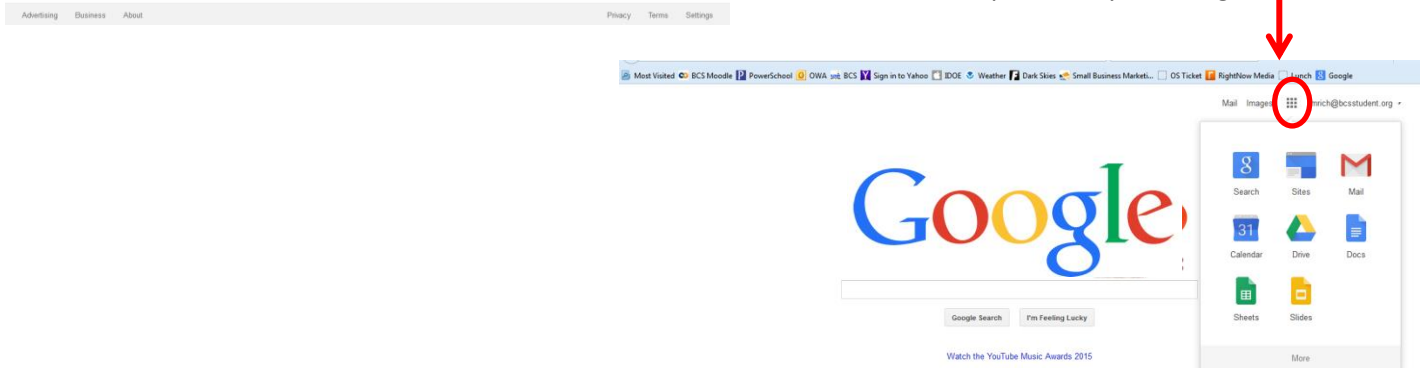 Advertising Business About Privacy Terms Settings
Most Visited BCS Moodle PowerSchool OWA BCS Sign in to Yahoo IDOE Weather Dark Skies Small Business Marketi... OS Ticket RightNow Media Lunch Google
Mail Images mrich@bcsstudent.org
Google
Search Sites Mail
31
Calendar Drive Docs
Sheets Slides
Google Search I'm Feeling Lucky
Watch the YouTube Music Awards 2015
More